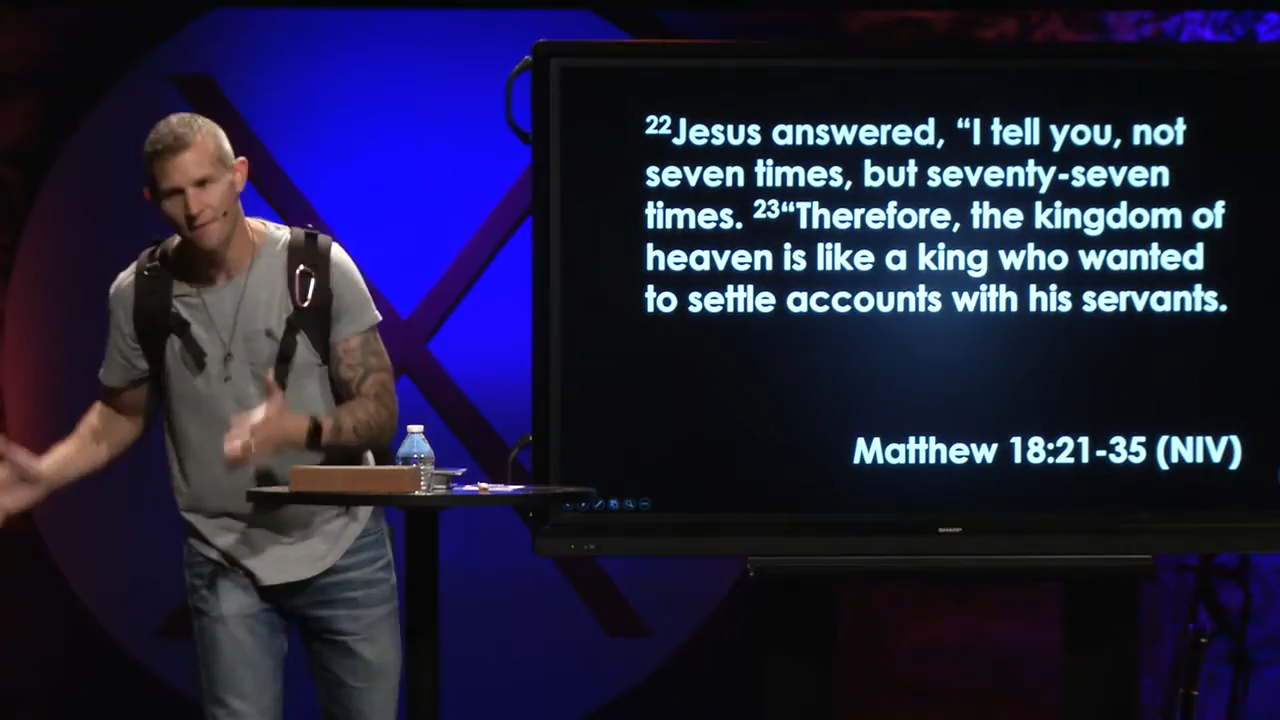 ²²Jesus answered, “I tell you, not
seven times, but seventy-seven
times. ²³“Therefore, the kingdom of
heaven is like a king who wanted
to settle accounts with his servants.
Matthew 18:21-35 (NIV)
SHARP